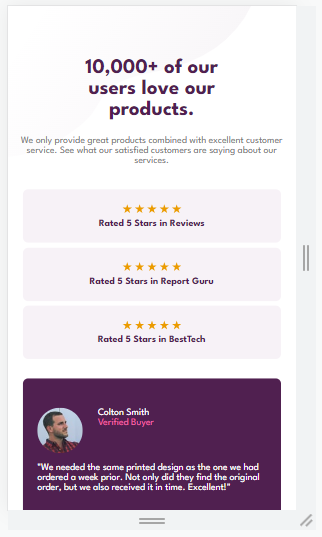 10,000+ of our
users love our
products.
We only provide great products combined with excellent customer
service. See what our satisfied customers are saying about our
services.
Rated 5 Stars in Reviews
Rated 5 Stars in Report Guru
Rated 5 Stars in BestTech
Colton Smith
Verified Buyer
"We needed the same printed design as the one we had
ordered a week prior. Not only did they find the original
order, but we also received it in time. Excellent!"